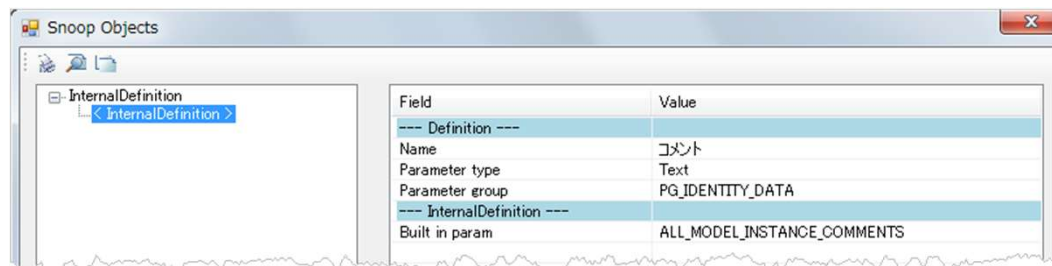 Snoop Objects
InternalDefinition
< InternalDefinition >
Field Value
--- Definition ---
Name コメント
Parameter type Text
Parameter group PG_IDENTITY_DATA
--- InternalDefinition ---
Built in param ALL_MODEL_INSTANCE_COMMENTS